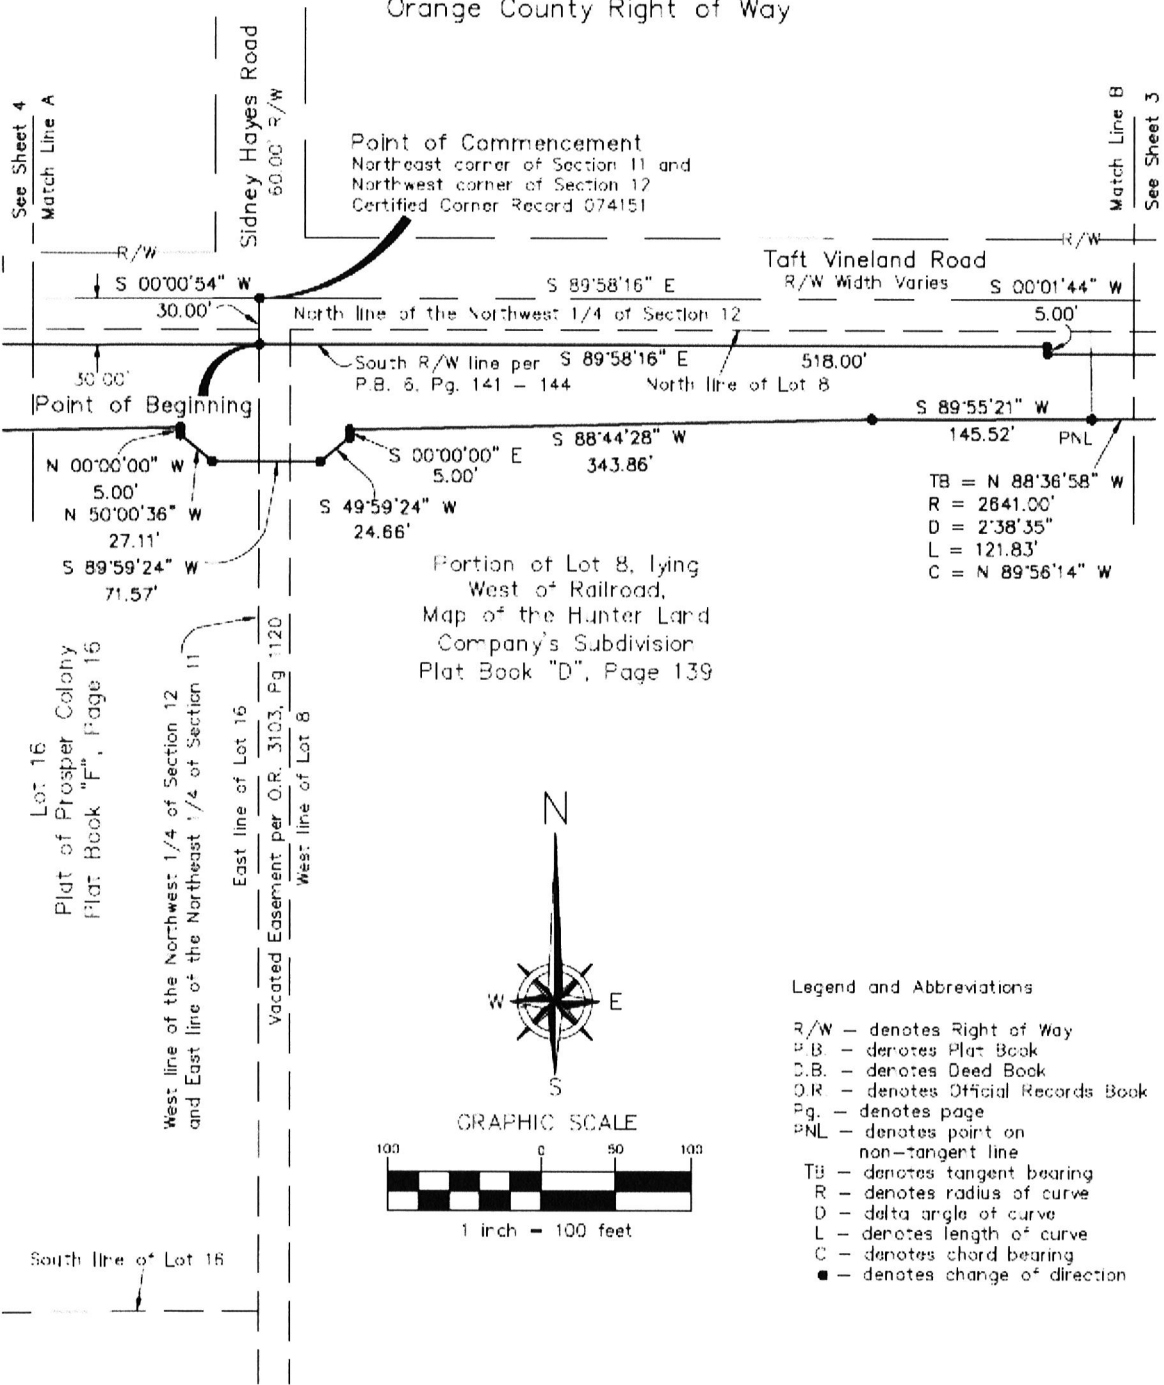 Orange County Right of Way
See Sheet 4
Match Line A
Sidney Hayes Road
60.00' R/W
Point of Commencement
Northeast corner of Section 11 and
Northwest corner of Section 12
Certified Corner Record 074151
Match Line B
See Sheet 3
R/W
R/W
Taft Vineland Road
R/W Width Varies
S 00°00'54" W
30.00'
S 89°58'16" E
S 00°01'44" W
5.00'
North line of the Northwest 1/4 of Section 12
South R/W line per
P.B. 6, Pg. 141 – 144
S 89°58'16" E
518.00'
North line of Lot 8
30.00'
Point of Beginning
S 89°55'21" W
145.52'
PNL
S 88°44'28" W
343.86'
N 00°00'00" W
5.00'
S 00°00'00" E
5.00'
N 50°00'36" W
27.11'
S 49°59'24" W
24.66'
S 89°59'24" W
71.57'
TB = N 88°36'58" W
R = 2641.00'
D = 2°38'35"
L = 121.83'
C = N 89°56'14" W
Portion of Lot 8, lying
West of Railroad,
Map of the Hunter Land
Company's Subdivision
Plat Book "D", Page 139
Lot 16
Plat of Prosper Colony
Plat Book "F", Page 16
West line of the Northwest 1/4 of Section 12
and East line of the Northeast 1/4 of Section 11
East line of Lot 16
Vacated Easement per O.R. 3103, Pg 1120
West line of Lot 8
N
W
E
S
GRAPHIC SCALE
100 0 50 100
1 inch = 100 feet
Legend and Abbreviations
R/W – denotes Right of Way
P.B. – denotes Plat Book
D.B. – denotes Deed Book
O.R. – denotes Official Records Book
Pg. – denotes page
PNL – denotes point on
non-tangent line
TB – denotes tangent bearing
R – denotes radius of curve
D – delta angle of curve
L – denotes length of curve
C – denotes chord bearing
● – denotes change of direction
South line of Lot 16